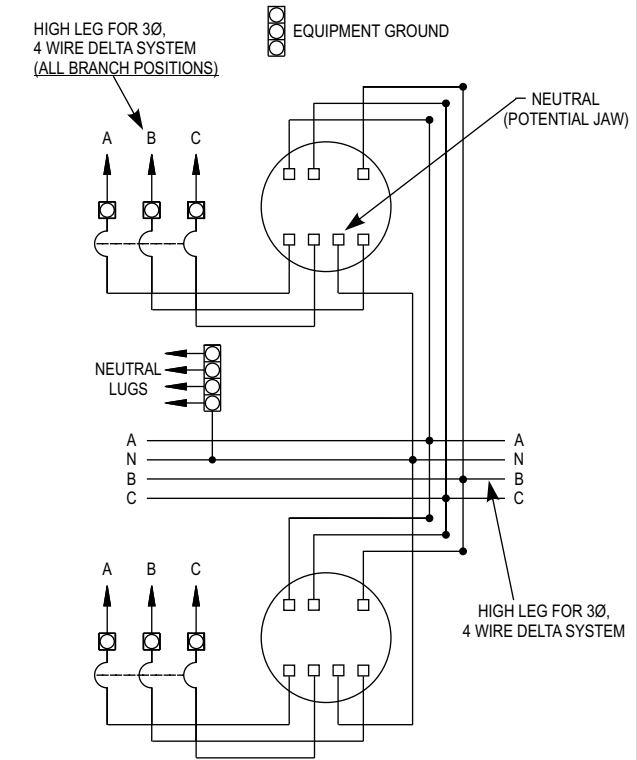 HIGH LEG FOR 3Ø,
4 WIRE DELTA SYSTEM
(ALL BRANCH POSITIONS)
EQUIPMENT GROUND
NEUTRAL
(POTENTIAL JAW)
A B C
NEUTRAL
LUGS
A A
N N
B B
C C
A B C
HIGH LEG FOR 3Ø,
4 WIRE DELTA SYSTEM